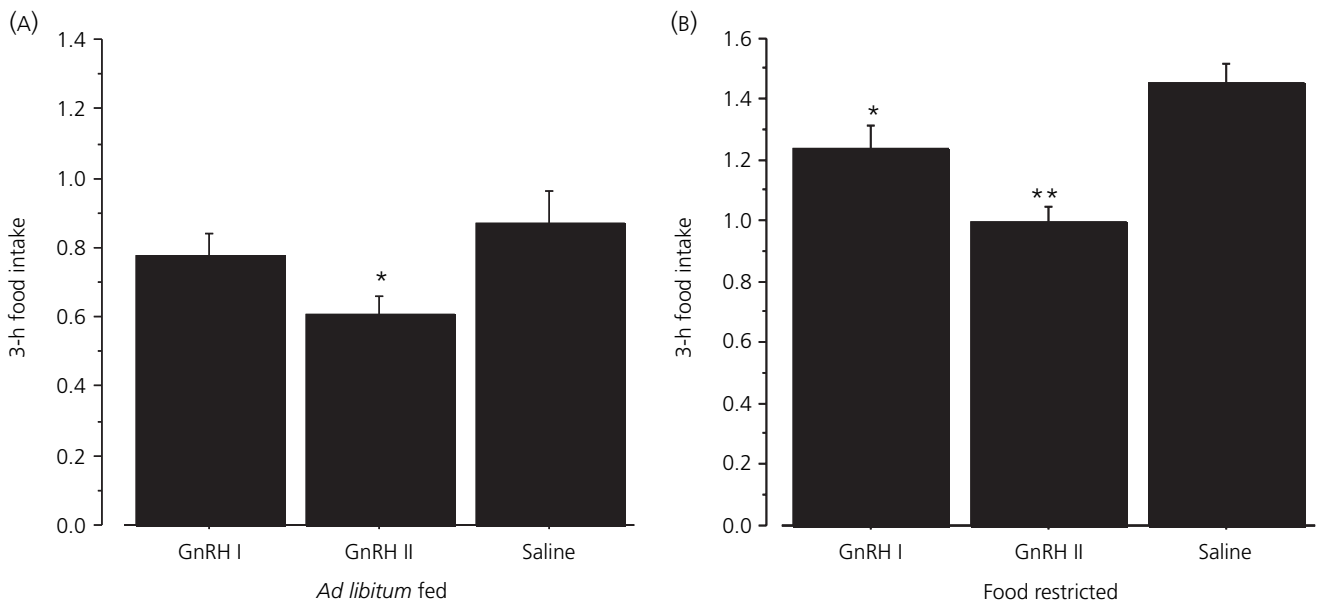 (A)
1.4
1.2
1.0
0.8
0.6
0.4
0.2
0.0
3-h food intake
*
GnRH I
GnRH II
Saline
Ad libitum fed
(B)
1.6
1.4
1.2
1.0
0.8
0.6
0.4
0.2
0.0
3-h food intake
*
**
GnRH I
GnRH II
Saline
Food restricted